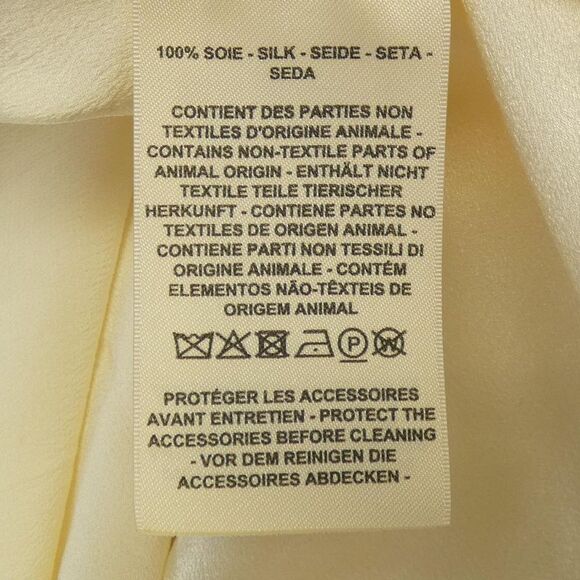 100% SOIE - SILK - SEIDE - SETA -
SEDA
CONTIENT DES PARTIES NON
TEXTILES D'ORIGINE ANIMALE -
CONTAINS NON-TEXTILE PARTS OF
ANIMAL ORIGIN - ENTHÄLT NICHT
TEXTILE TEILE TIERISCHER
HERKUNFT - CONTIENE PARTES NO
TEXTILES DE ORIGEN ANIMAL -
CONTIENE PARTI NON TESSILI DI
ORIGINE ANIMALE - CONTÉM
ELEMENTOS NÃO-TÊXTEIS DE
ORIGEM ANIMAL
P W
PROTÉGER LES ACCESSOIRES
AVANT ENTRETIEN - PROTECT THE
ACCESSORIES BEFORE CLEANING
- VOR DEM REINIGEN DIE
ACCESSOIRES ABDECKEN -